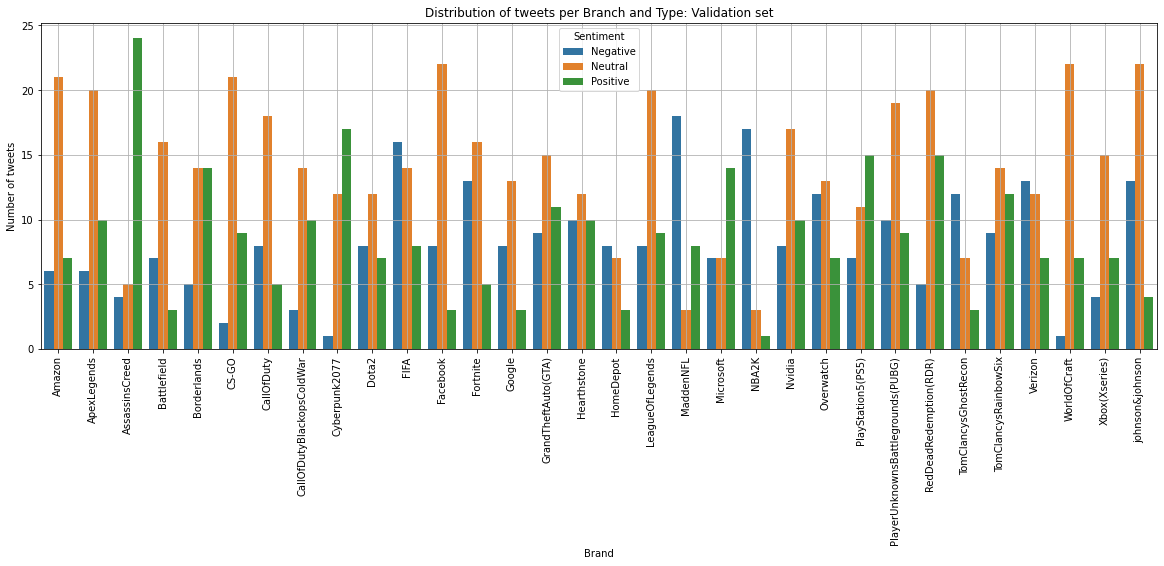 Distribution of tweets per Branch and Type: Validation set
Sentiment
Negative
Neutral
Positive
Number of tweets
25
20
15
10
5
0
Amazon
ApexLegends
AssassinsCreed
Battlefield
Borderlands
CS-GO
CallOfDuty
CallOfDutyBlackopsColdWar
Cyberpunk2077
Dota2
FIFA
Facebook
Fortnite
Google
GrandTheftAuto(GTA)
Hearthstone
HomeDepot
LeagueOfLegends
MaddenNFL
Microsoft
NBA2K
Nvidia
Overwatch
PlayStation5(PS5)
PlayerUnknownsBattlegrounds(PUBG)
RedDeadRedemption(RDR)
TomClancysGhostRecon
TomClancysRainbowSix
Verizon
WorldOfCraft
Xbox(Xseries)
johnson&johnson
Brand